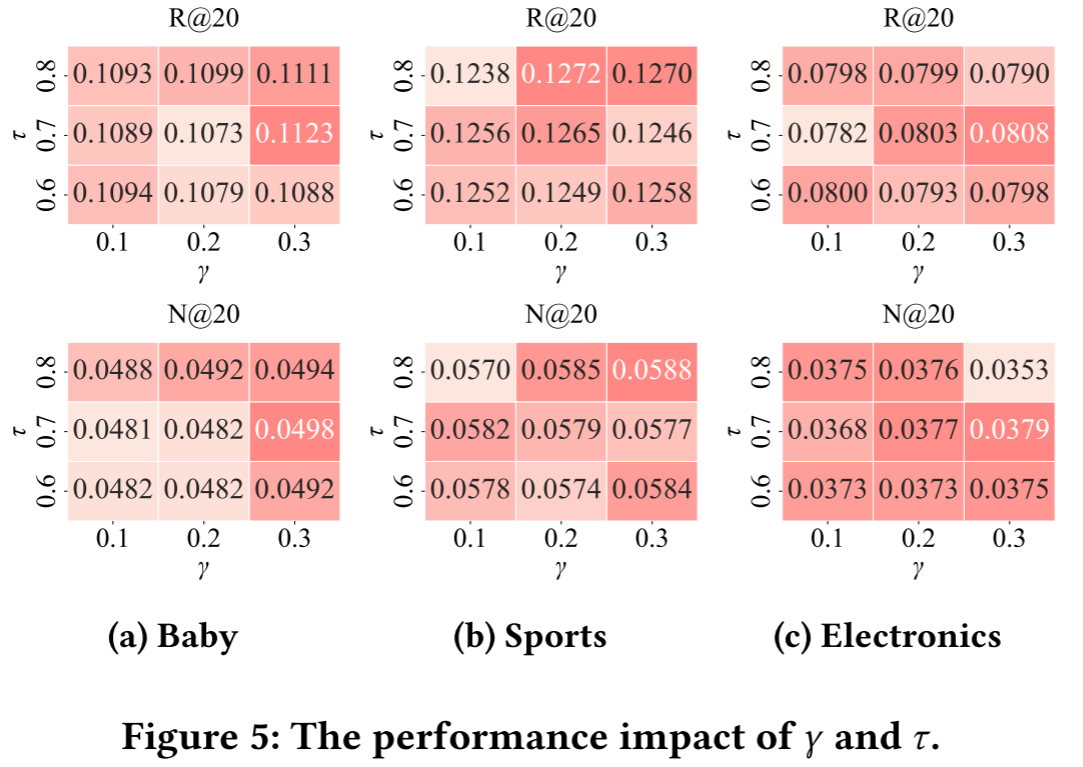 R@20 R@20 R@20
0.8 0.1093 0.1099 0.1111 0.8 0.1238 0.1272 0.1270 0.8 0.0798 0.0799 0.0790
τ 0.7 0.1089 0.1073 0.1123 τ 0.7 0.1256 0.1265 0.1246 τ 0.7 0.0782 0.0803 0.0808
0.6 0.1094 0.1079 0.1088 0.6 0.1252 0.1249 0.1258 0.6 0.0800 0.0793 0.0798
0.1 0.2 0.3 0.1 0.2 0.3 0.1 0.2 0.3
γ γ γ
N@20 N@20 N@20
0.8 0.0488 0.0492 0.0494 0.8 0.0570 0.0585 0.0588 0.8 0.0375 0.0376 0.0353
τ 0.7 0.0481 0.0482 0.0498 τ 0.7 0.0582 0.0579 0.0577 τ 0.7 0.0368 0.0377 0.0379
0.6 0.0482 0.0482 0.0492 0.6 0.0578 0.0574 0.0584 0.6 0.0373 0.0373 0.0375
0.1 0.2 0.3 0.1 0.2 0.3 0.1 0.2 0.3
γ γ γ
(a) Baby (b) Sports (c) Electronics
Figure 5: The performance impact of γ and τ.